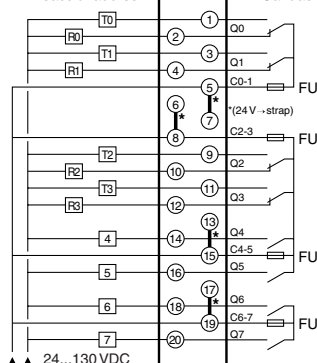 T0 1
R0 2 Q0
T1 3
R1 4 Q1
5 C0-1 FU
6 * * *(24 V→strap)
7
8 C2-3 FU
T2 9
R2 10 Q2
T3 11
R3 12 Q3
13
4 14 * Q4
15 C4-5 FU
5 16 Q5
17
6 18 * Q6
19 C6-7 FU
7 20 Q7
24...130 VDC